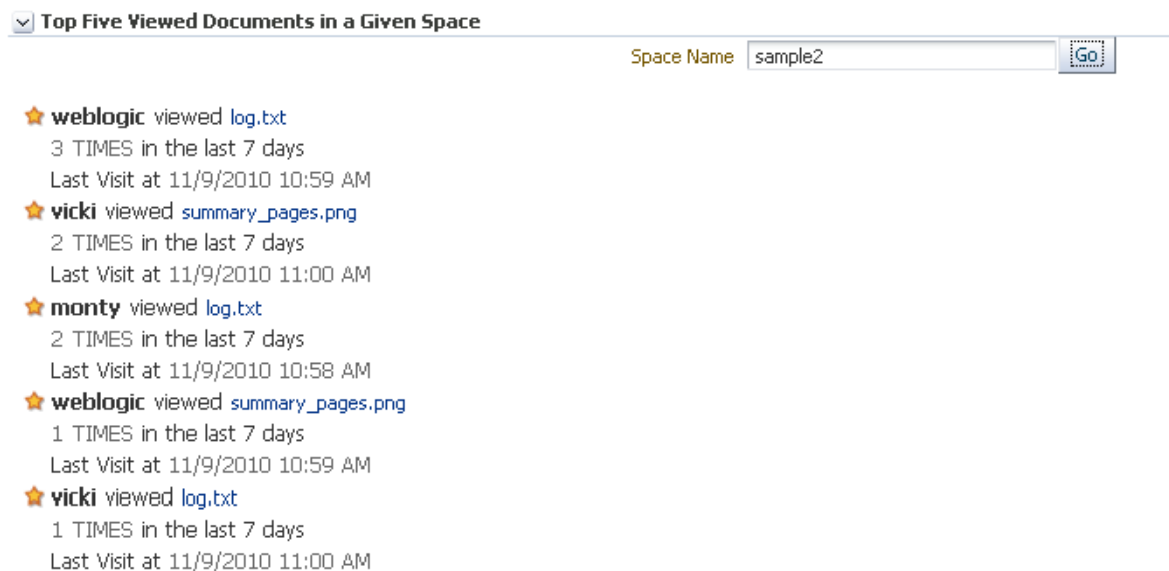 Top Five Viewed Documents in a Given Space
Space Name sample2 Go
weblogic viewed log.txt
3 TIMES in the last 7 days
Last Visit at 11/9/2010 10:59 AM
vicki viewed summary_pages.png
2 TIMES in the last 7 days
Last Visit at 11/9/2010 11:00 AM
monty viewed log.txt
2 TIMES in the last 7 days
Last Visit at 11/9/2010 10:58 AM
weblogic viewed summary_pages.png
1 TIMES in the last 7 days
Last Visit at 11/9/2010 10:59 AM
vicki viewed log.txt
1 TIMES in the last 7 days
Last Visit at 11/9/2010 11:00 AM